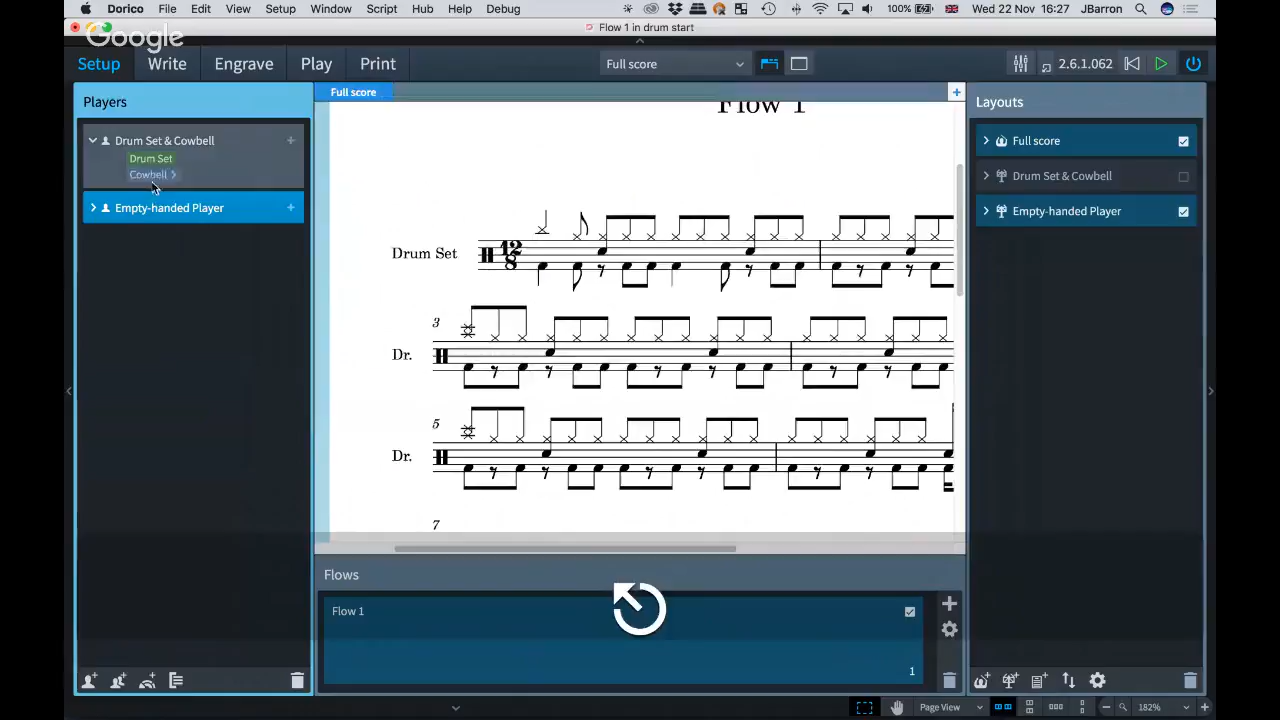 Dorico File Edit View Setup Window Script Hub Help Debug 100% Wed 22 Nov 16:27 JBarron
Flow 1 in drum start
Google
Setup Write Engrave Play Print Full score 2.6.1.062
Players
Drum Set & Cowbell
Drum Set
Cowbell
Empty-handed Player
Full score
Flow 1
Drum Set
12
8
3
Dr.
5
Dr.
7
Flows
Flow 1
1
Layouts
Full score
Drum Set & Cowbell
Empty-handed Player
Page View 182%